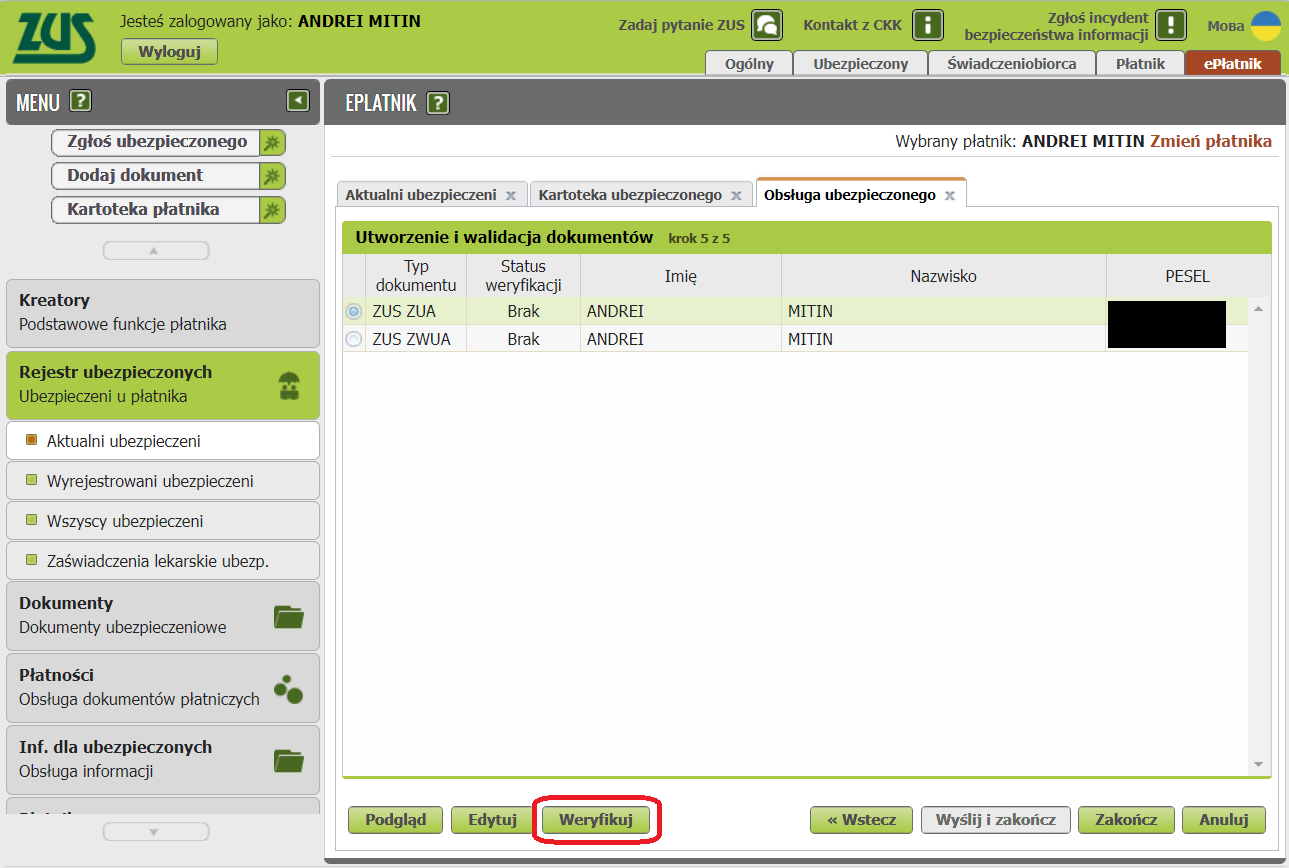 ZUS
Jesteś zalogowany jako: ANDREI MITIN
Wyloguj
Zadaj pytanie ZUS
Kontakt z CKK
Zgłoś incydent
bezpieczeństwa informacji
Мова
Ogólny
Ubezpieczony
Świadczeniobiorca
Płatnik
ePłatnik
MENU ?
Zgłoś ubezpieczonego
Dodaj dokument
Kartoteka płatnika
Kreatory
Podstawowe funkcje płatnika
Rejestr ubezpieczonych
Ubezpieczeni u płatnika
Aktualni ubezpieczeni
Wyrejestrowani ubezpieczeni
Wszyscy ubezpieczeni
Zaświadczenia lekarskie ubezp.
Dokumenty
Dokumenty ubezpieczeniowe
Płatności
Obsługa dokumentów płatniczych
Inf. dla ubezpieczonych
Obsługa informacji
EPŁATNIK ?
Wybrany płatnik: ANDREI MITIN Zmień płatnika
Aktualni ubezpieczeni x
Kartoteka ubezpieczonego x
Obsługa ubezpieczonego x
Utworzenie i walidacja dokumentów krok 5 z 5
Typ dokumentu
Status weryfikacji
Imię
Nazwisko
PESEL
ZUS ZUA Brak ANDREI MITIN
ZUS ZWUA Brak ANDREI MITIN
Podgląd
Edytuj
Weryfikuj
« Wstecz
Wyślij i zakończ
Zakończ
Anuluj